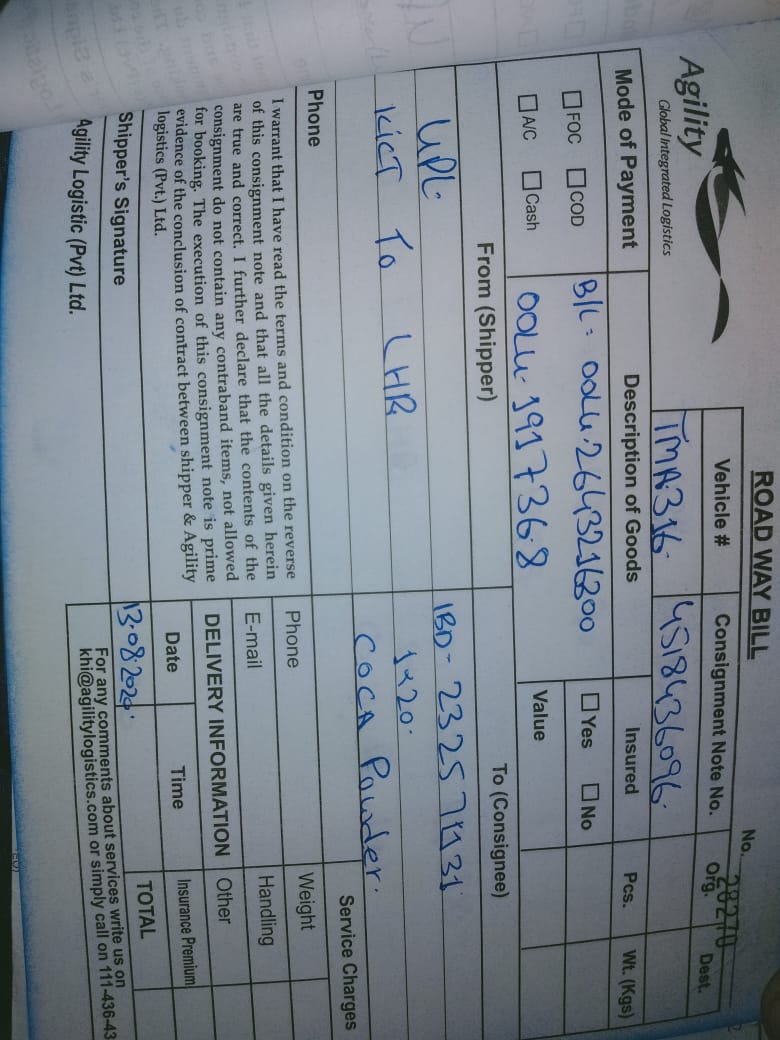 ROAD WAY BILL
No. 28270
Agility
Global Integrated Logistics
Vehicle #
Consignment Note No.
Org.
Dest.
TMA.316.
4518436096.
Mode of Payment
Description of Goods
Insured
Pcs.
Wt. (Kgs)
FOC
COD
B/L: OOLU.2643216300
Yes
No
A/C
Cash
OOLU.1917368
Value
From (Shipper)
To (Consignee)
UPL.
IBD-
KICT To LHR
1x20.
COCA Powder.
Service Charges
Phone
Phone
Weight
E-mail
Handling
I warrant that I have read the terms and condition on the reverse
of this consignment note and that all the details given herein
are true and correct. I further declare that the contents of the
consignment do not contain any contraband items, not allowed
for booking. The execution of this consignment note is prime
evidence of the conclusion of contract between shipper & Agility
logistics (Pvt.) Ltd.
DELIVERY INFORMATION
Other
Date
Time
Insurance Premium
13.08.2020.
TOTAL
Shipper's Signature
Agility Logistic (Pvt) Ltd.
For any comments about services write us on
khi@agilitylogistics.com or simply call on 111-436-43